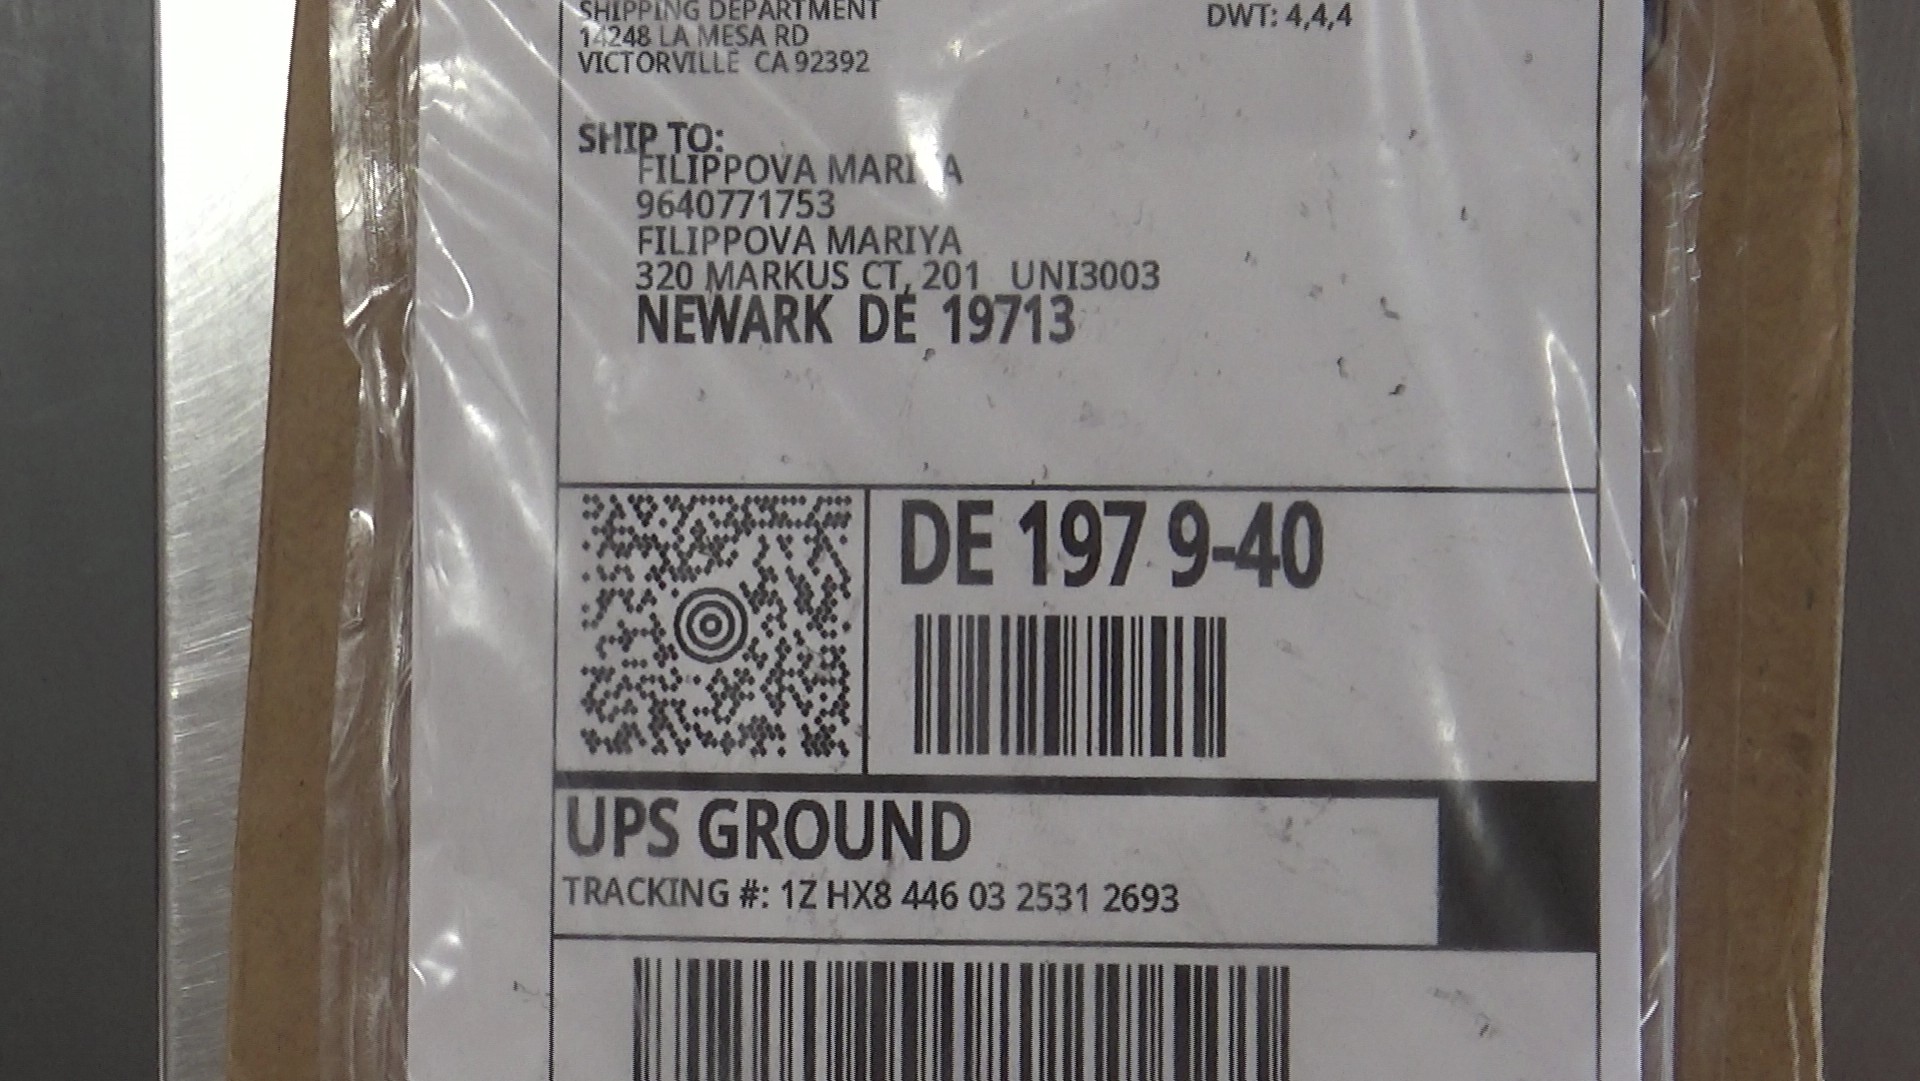 SHIPPING DEPARTMENT
14248 LA MESA RD
VICTORVILLE CA 92392
DWT: 4,4,4
SHIP TO:
FILIPPOVA MARIYA
9640771753
FILIPPOVA MARIYA
320 MARKUS CT, 201 UNI3003
NEWARK DE 19713
DE 197 9-40
UPS GROUND
TRACKING #: 1Z HX8 446 03 2531 2693